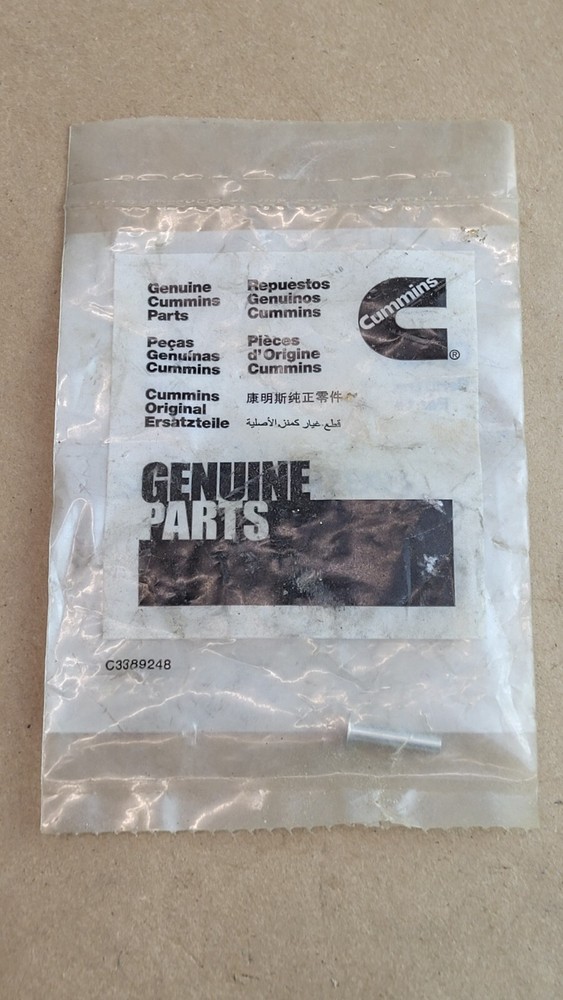 Genuine
Cummins
Parts
Repuestos
Genuinos
Cummins
Cummins
®
Peças
Genuínas
Cummins
Pièces
d'Origine
Cummins
Cummins
Original
Ersatzteile
康明斯纯正零件
قطع غيار كمنز الأصلية
GENUINE
PARTS
C3389248